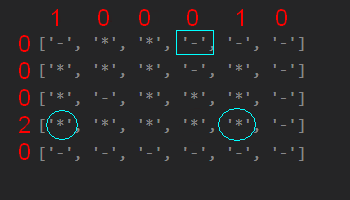 1 0 0 0 1 0
0 ['-', '*', '*', '-', '-', '-']
0 ['*', '*', '*', '-', '*', '-']
0 ['*', '-', '*', '*', '*', '-']
2 ['*', '*', '*', '*', '*', '-']
0 ['-', '-', '-', '-', '-', '-']